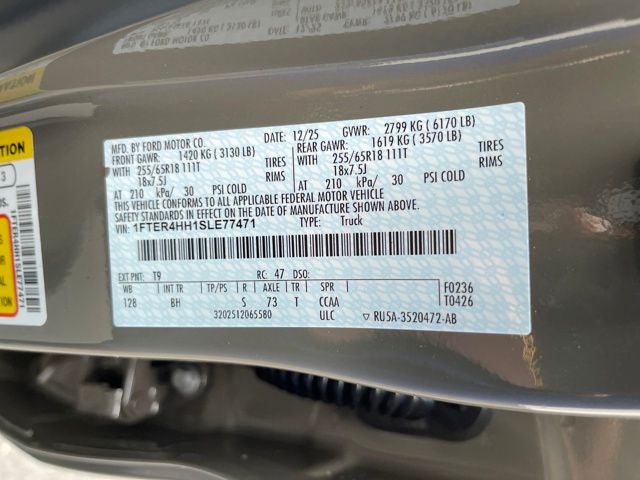 MFD. BY FORD MOTOR CO. DATE: 12/25 GVWR: 2799 KG ( 6170 LB)
FRONT GAWR: 1420 KG ( 3130 LB) REAR GAWR: 1619 KG ( 3570 LB)
WITH 255/65R18 111T TIRES WITH 255/65R18 111T TIRES
18x7.5J RIMS 18x7.5J RIMS
AT 210 kPa/ 30 PSI COLD AT 210 kPa/ 30 PSI COLD
THIS VEHICLE CONFORMS TO ALL APPLICABLE FEDERAL MOTOR VEHICLE
SAFETY STANDARDS IN EFFECT ON THE DATE OF MANUFACTURE SHOWN ABOVE.
VIN: 1FTER4HH1SLE77471 TYPE: Truck
EXT PNT: T9 RC: 47 DSO: F0236
WB INT TR TP/PS R AXLE TR SPR T0426
128 BH S 73 T CCAA
3202512065580 ULC ▽ RU5A-3520472-AB
1FTER4HH1SLE77471